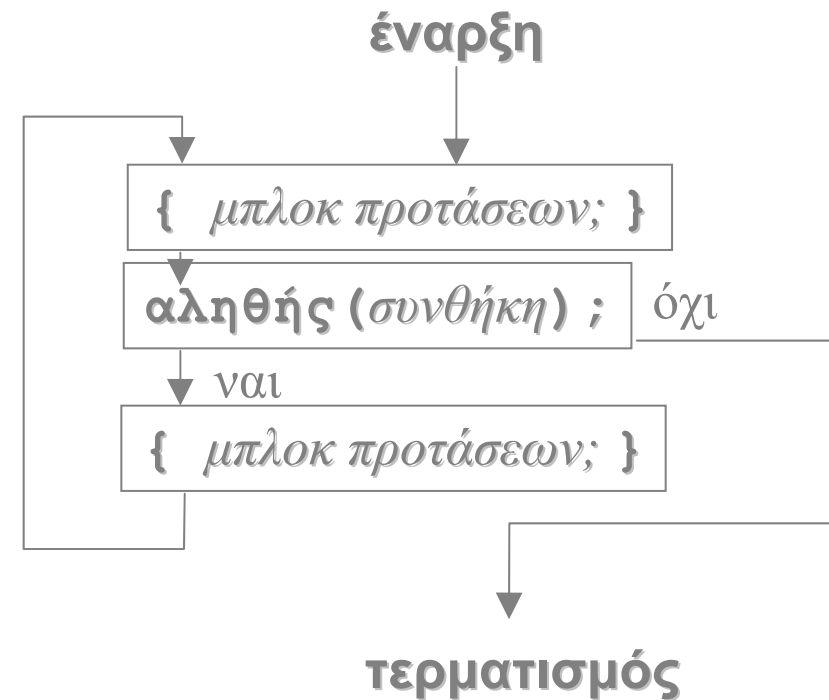 έναρξη
{ μπλοκ προτάσεων; }
αληθής (συνθήκη) ; όχι
ναι
{ μπλοκ προτάσεων; }
τερματισμός